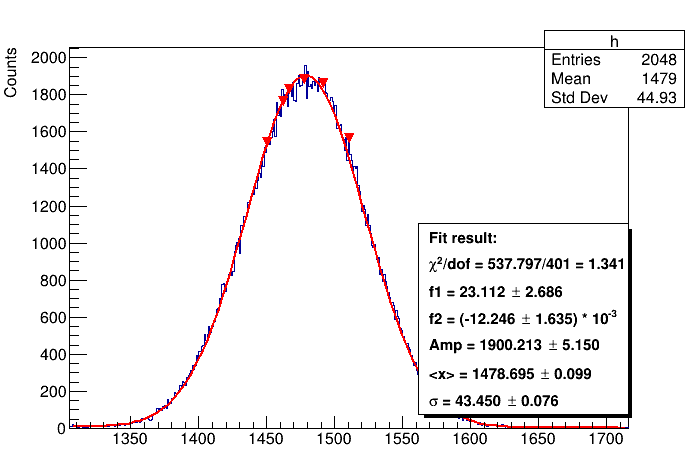 h
Entries 2048
Mean 1479
Std Dev 44.93
Counts
2000
1800
1600
1400
1200
1000
800
600
400
200
0
Fit result:
χ²/dof = 537.797/401 = 1.341
f1 = 23.112 ± 2.686
f2 = (-12.246 ± 1.635) * 10⁻³
Amp = 1900.213 ± 5.150
<x> = 1478.695 ± 0.099
σ = 43.450 ± 0.076
1350 1400 1450 1500 1550 1600 1650 1700